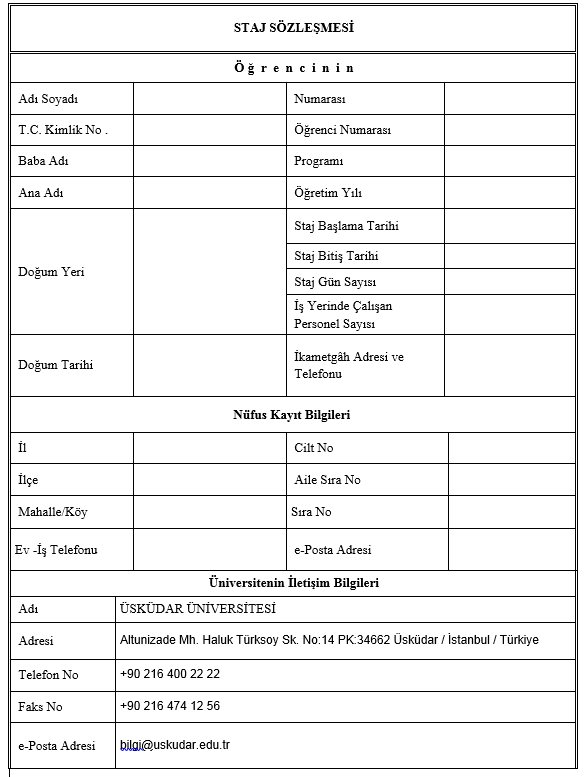 STAJ SÖZLEŞMESİ
Ö ğ r e n c i n i n
Adı Soyadı Numarası
T.C. Kimlik No . Öğrenci Numarası
Baba Adı Programı
Ana Adı Öğretim Yılı
Doğum Yeri Staj Başlama Tarihi
Staj Bitiş Tarihi
Staj Gün Sayısı
İş Yerinde Çalışan
Personel Sayısı
Doğum Tarihi İkametgâh Adresi ve
Telefonu
Nüfus Kayıt Bilgileri
İl Cilt No
İlçe Aile Sıra No
Mahalle/Köy Sıra No
Ev -İş Telefonu e-Posta Adresi
Üniversitenin İletişim Bilgileri
Adı ÜSKÜDAR ÜNİVERSİTESİ
Adresi Altunizade Mh. Haluk Türksoy Sk. No:14 PK:34662 Üsküdar / İstanbul / Türkiye
Telefon No +90 216 400 22 22
Faks No +90 216 474 12 56
e-Posta Adresi bilgi@uskudar.edu.tr